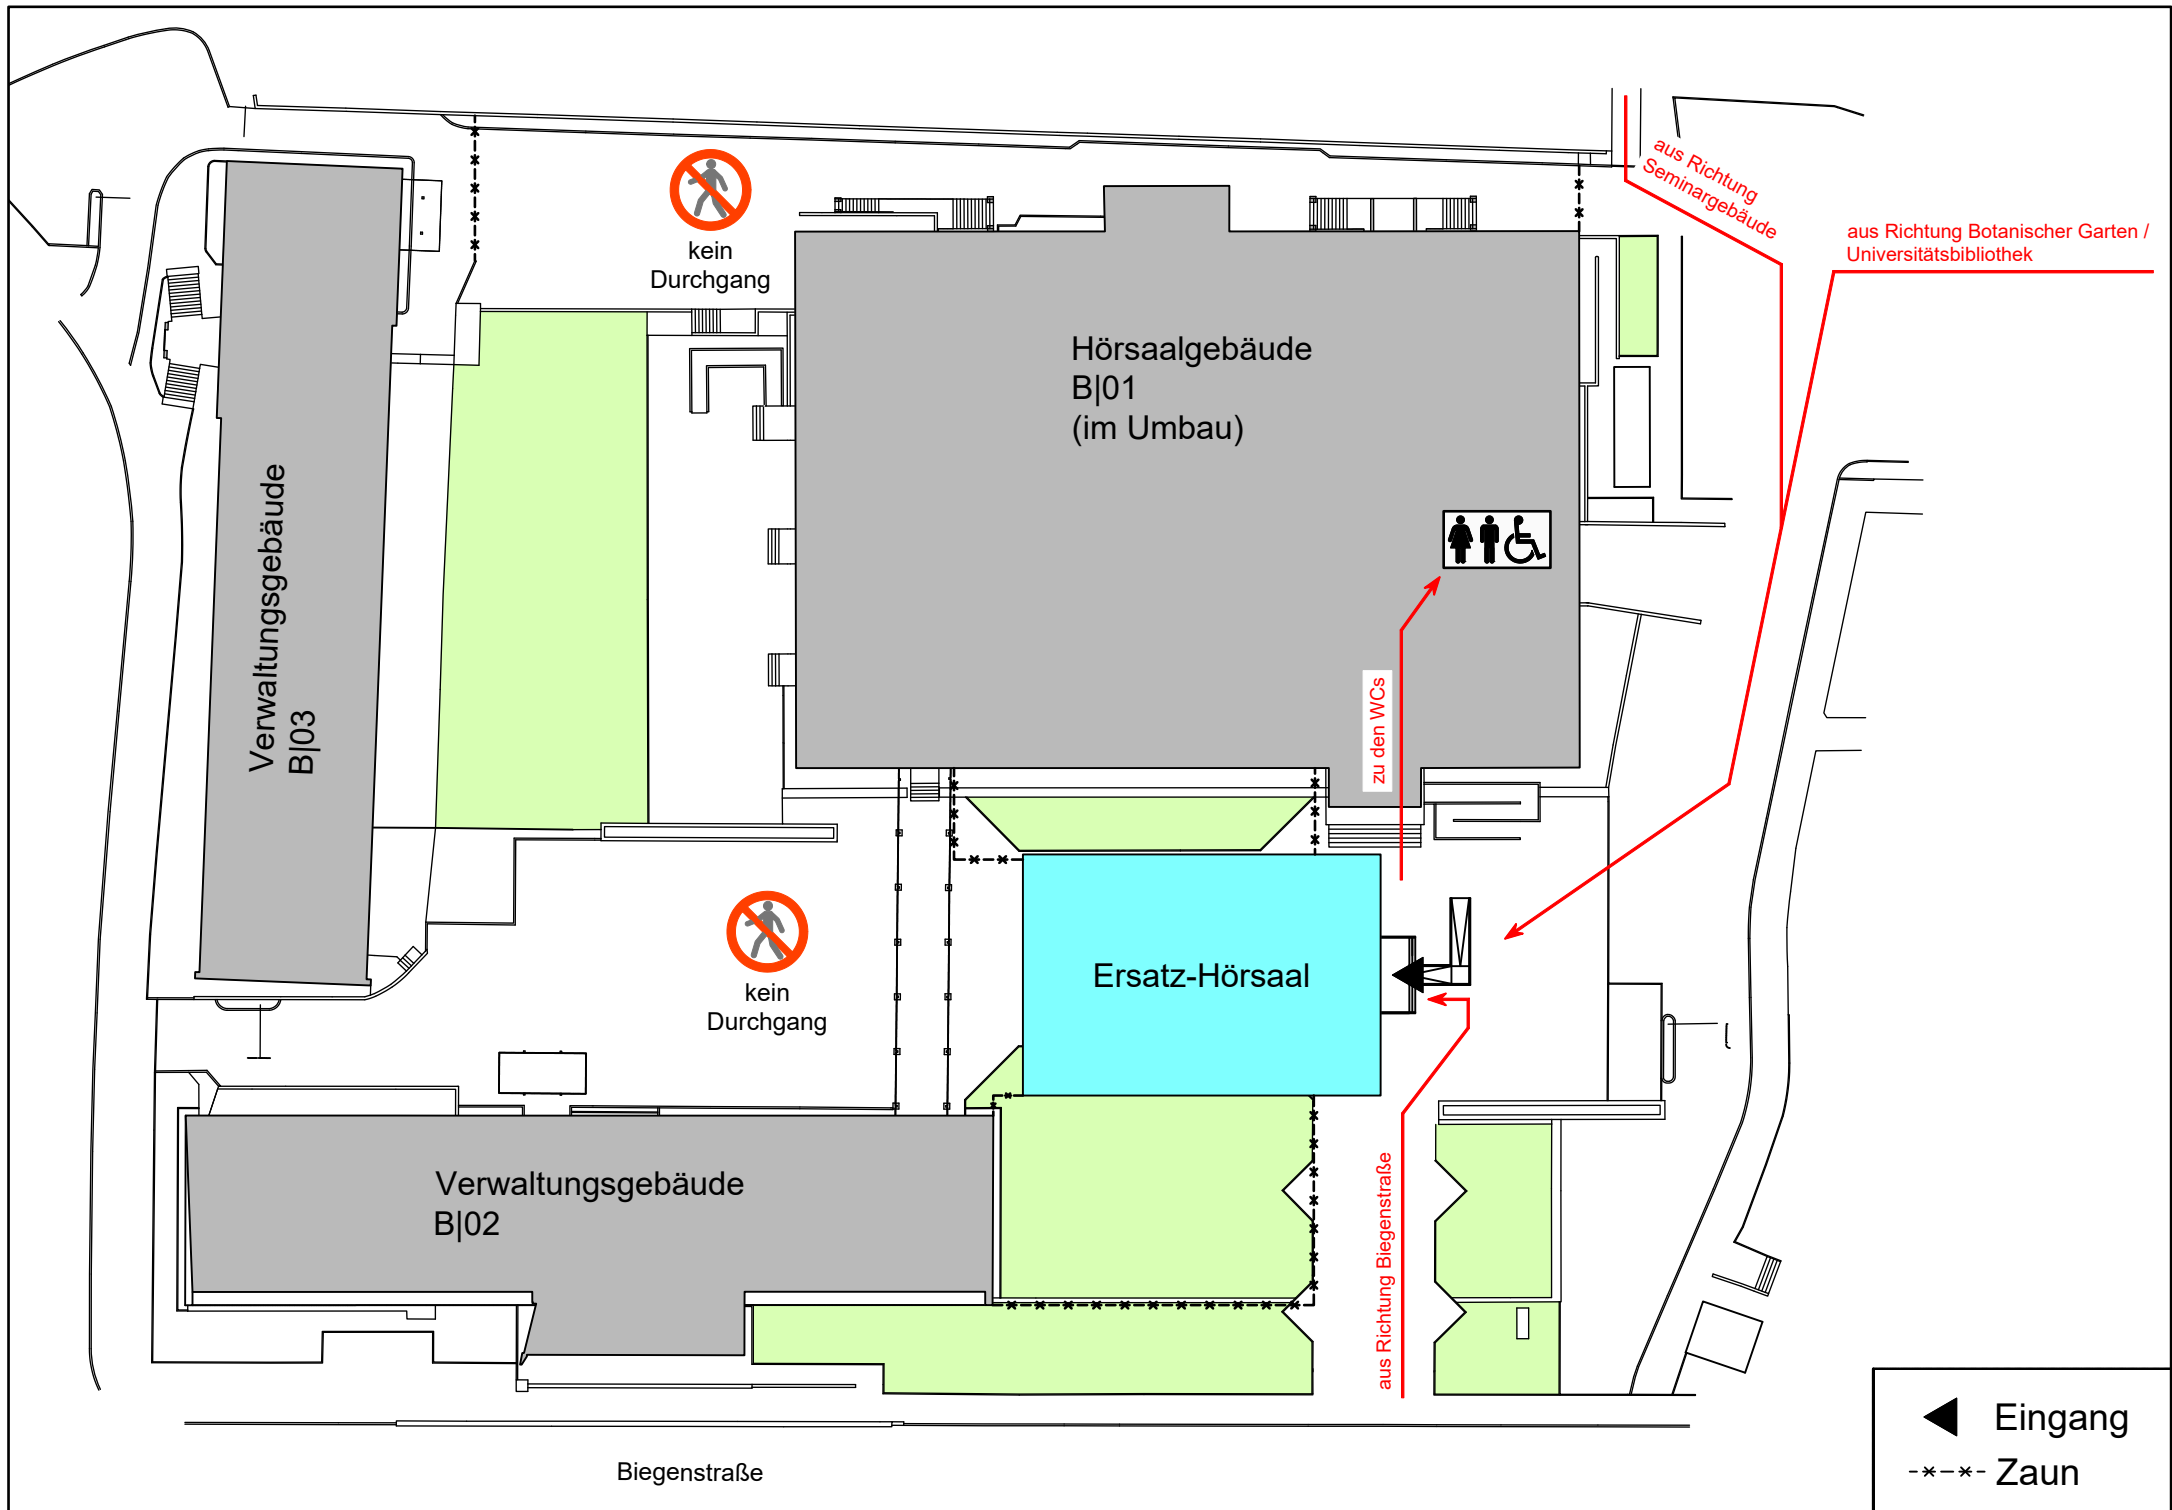 aus Richtung
Seminargebäude
aus Richtung Botanischer Garten /
Universitätsbibliothek
kein
Durchgang
Hörsaalgebäude
B|01
(im Umbau)
Verwaltungsgebäude
B|03
zu den WCs
kein
Durchgang
Ersatz-Hörsaal
Verwaltungsgebäude
B|02
aus Richtung Biegenstraße
Biegenstraße
Eingang
Zaun